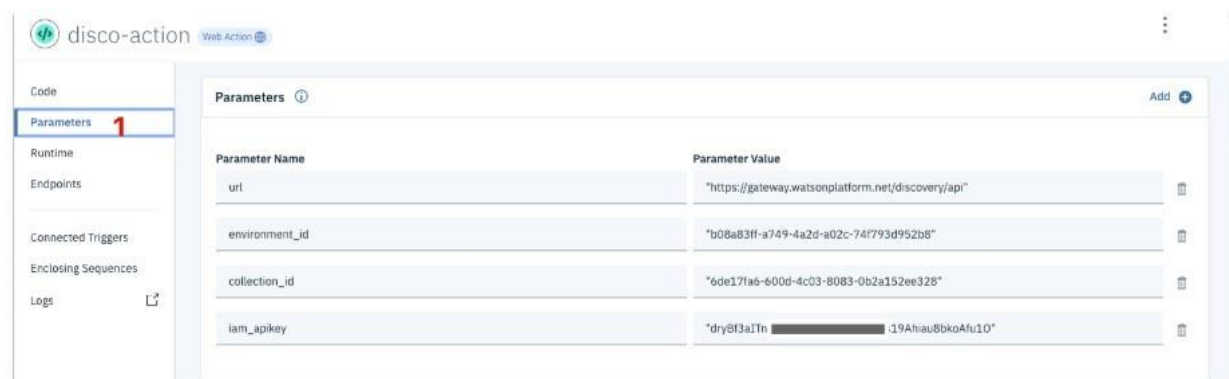 disco-action Web Action
Code
Parameters 1
Runtime
Endpoints
Connected Triggers
Enclosing Sequences
Logs
Parameters
Add
Parameter Name Parameter Value
url "https://gateway.watsonplatform.net/discovery/api"
environment_id "b08a83ff-a749-4a2d-a02c-74f793d952b8"
collection_id "6de17fa6-600d-4c03-8083-0b2a152ee328"
iam_apikey "dryBf3aITn :19Ahiau8bkoAfu1O"